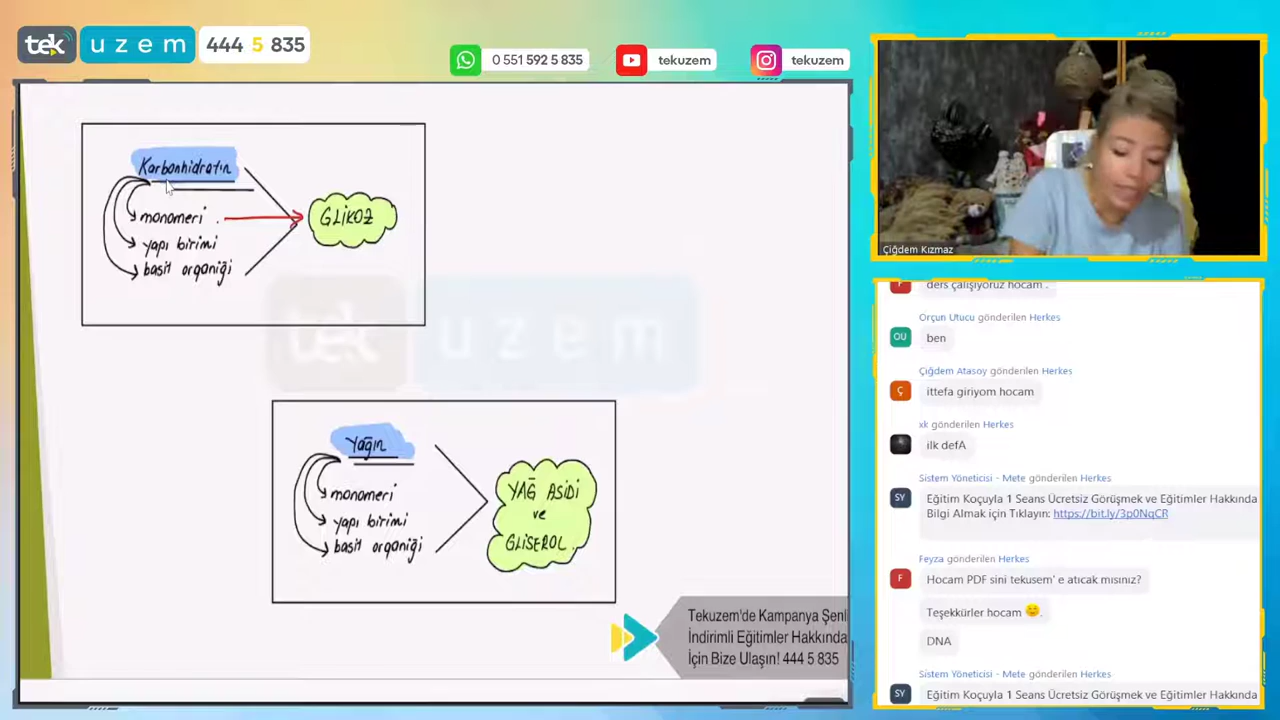 tek uzem 444 5 835
0 551 592 5 835 tekuzem tekuzem
Karbonhidratın
monomeri
yapı birimi
basit organiği
GLİKOZ
tek uzem
Yağın
monomeri
yapı birimi
basit organiği
YAĞ ASİDİ
ve
GLİSEROL
Tekuzem'de Kampanya Şenl
İndirimli Eğitimler Hakkında
İçin Bize Ulaşın! 444 5 835
Çiğdem Kızmaz
F
ders çalışıyoruz hocam .
Orçun Utucu gönderilen Herkes
OU
ben
Çiğdem Atasoy gönderilen Herkes
Ç
ittefa giriyom hocam
xk gönderilen Herkes
ilk defA
Sistem Yöneticisi - Mete gönderilen Herkes
SY
Eğitim Koçuyla 1 Seans Ücretsiz Görüşmek ve Eğitimler Hakkında
Bilgi Almak için Tıklayın: https://bit.ly/3p0NqCR
Feyza gönderilen Herkes
F
Hocam PDF sini tekusem' e atıcak mısınız?
Teşekkürler hocam 😊.
DNA
Sistem Yöneticisi - Mete gönderilen Herkes
SY
Eğitim Koçuyla 1 Seans Ücretsiz Görüşmek ve Eğitimler Hakkında